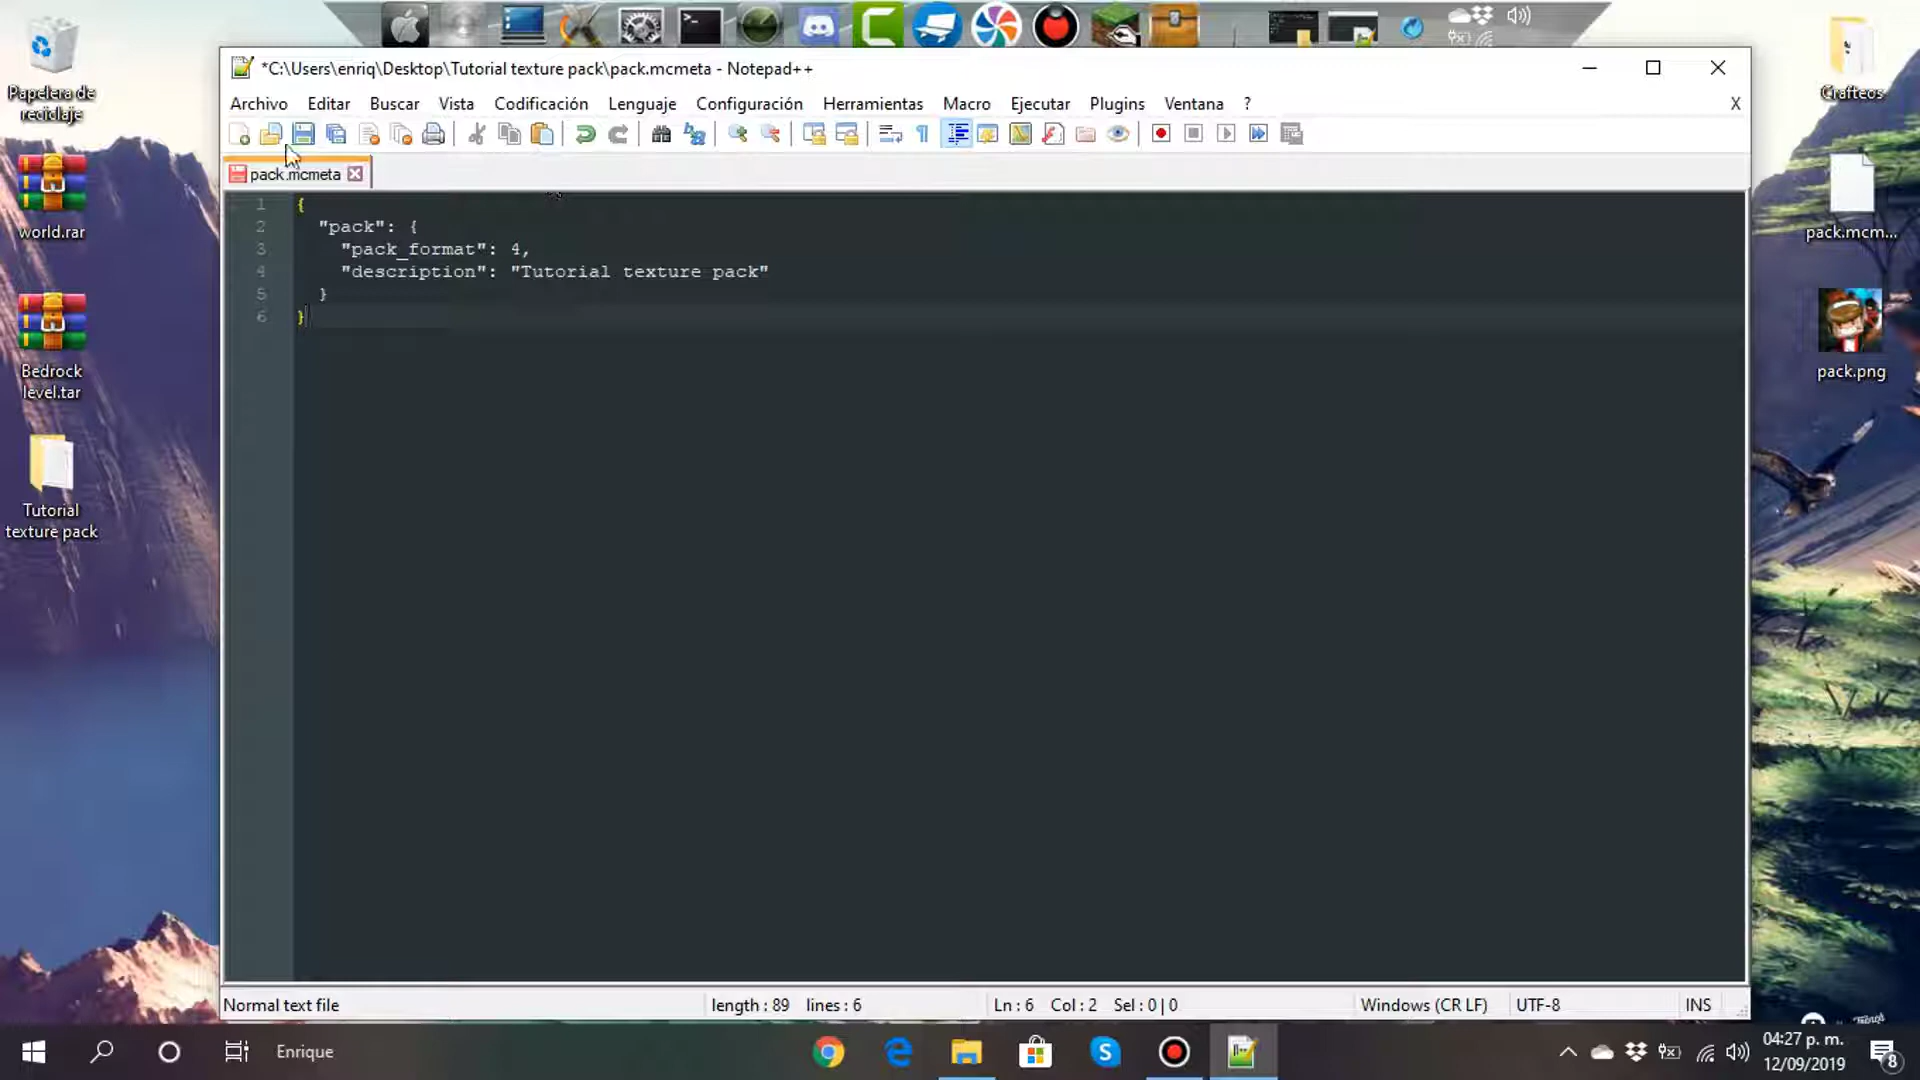 *C:\Users\enriq\Desktop\Tutorial texture pack\pack.mcmeta - Notepad++
Archivo Editar Buscar Vista Codificación Lenguaje Configuración Herramientas Macro Ejecutar Plugins Ventana ? X
pack.mcmeta
1 {
2 "pack": {
3 "pack_format": 4,
4 "description": "Tutorial texture pack"
5 }
6 }
Normal text file length : 89 lines : 6 Ln : 6 Col : 2 Sel : 0 | 0 Windows (CR LF) UTF-8 INS
Papelera de
reciclaje
world.rar
Bedrock
level.tar
Tutorial
texture pack
Crafteos
pack.mcm...
pack.png
Enrique
04:27 p. m.
12/09/2019
8